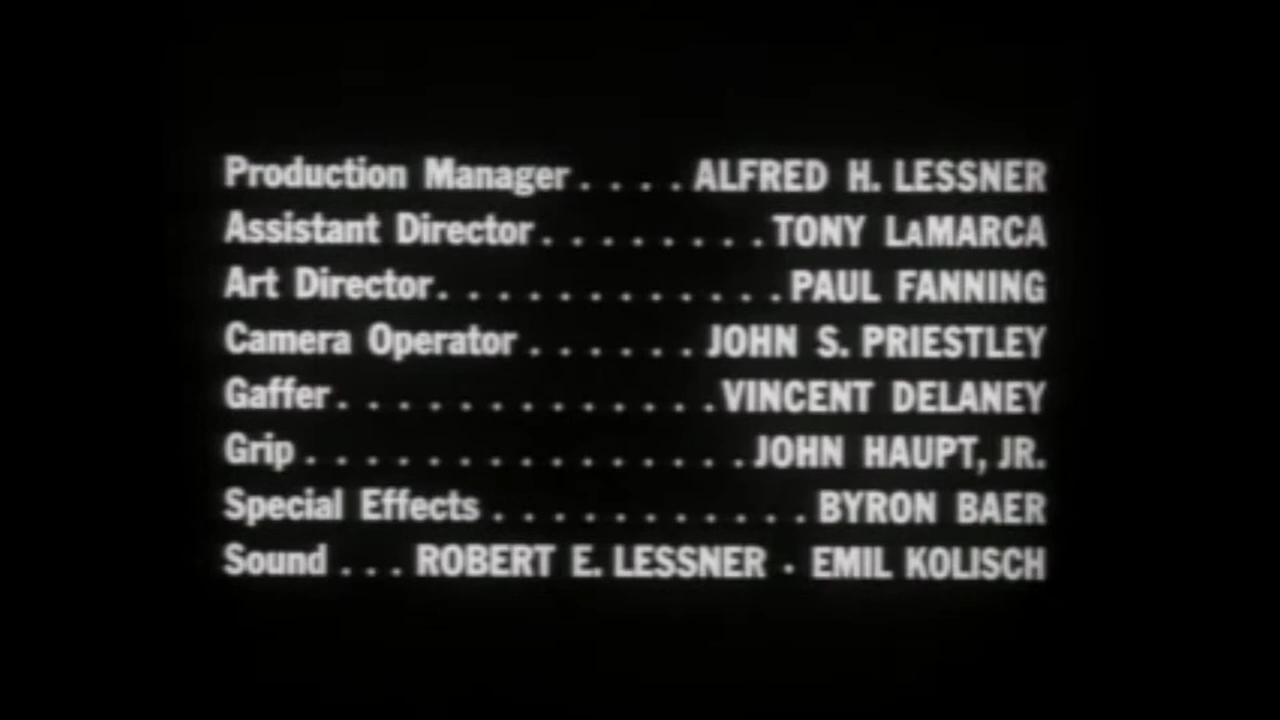 Production Manager....ALFRED H. LESSNER
Assistant Director........TONY LaMARCA
Art Director............PAUL FANNING
Camera Operator......JOHN S. PRIESTLEY
Gaffer.............VINCENT DELANEY
Grip...............JOHN HAUPT, JR.
Special Effects...........BYRON BAER
Sound...ROBERT E. LESSNER · EMIL KOLISCH